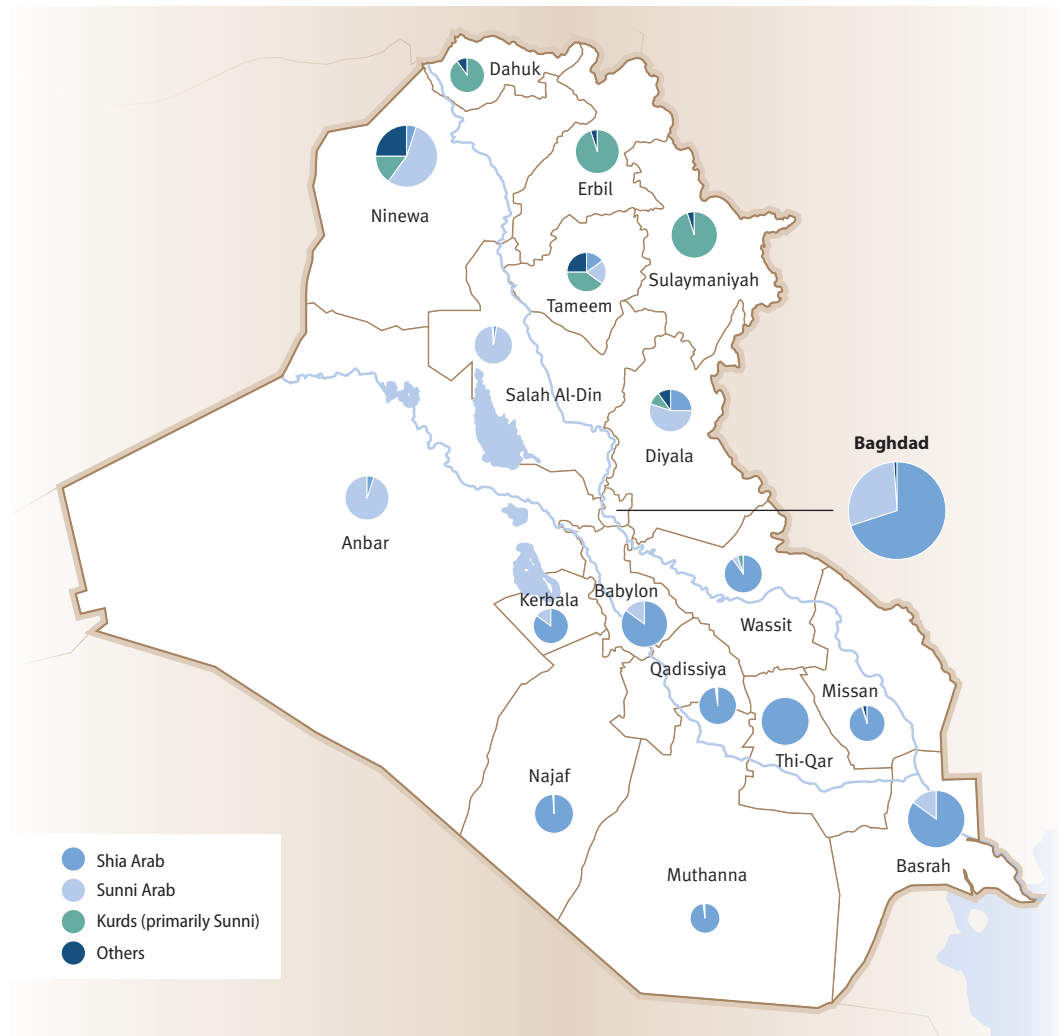 Dahuk
Erbil
Ninewa
Sulaymaniyah
Tameem
Salah Al-Din
Diyala
Baghdad
Anbar
Kerbala
Babylon
Wassit
Qadissiya
Missan
Thi-Qar
Najaf
Basrah
Muthanna
Shia Arab
Sunni Arab
Kurds (primarily Sunni)
Others